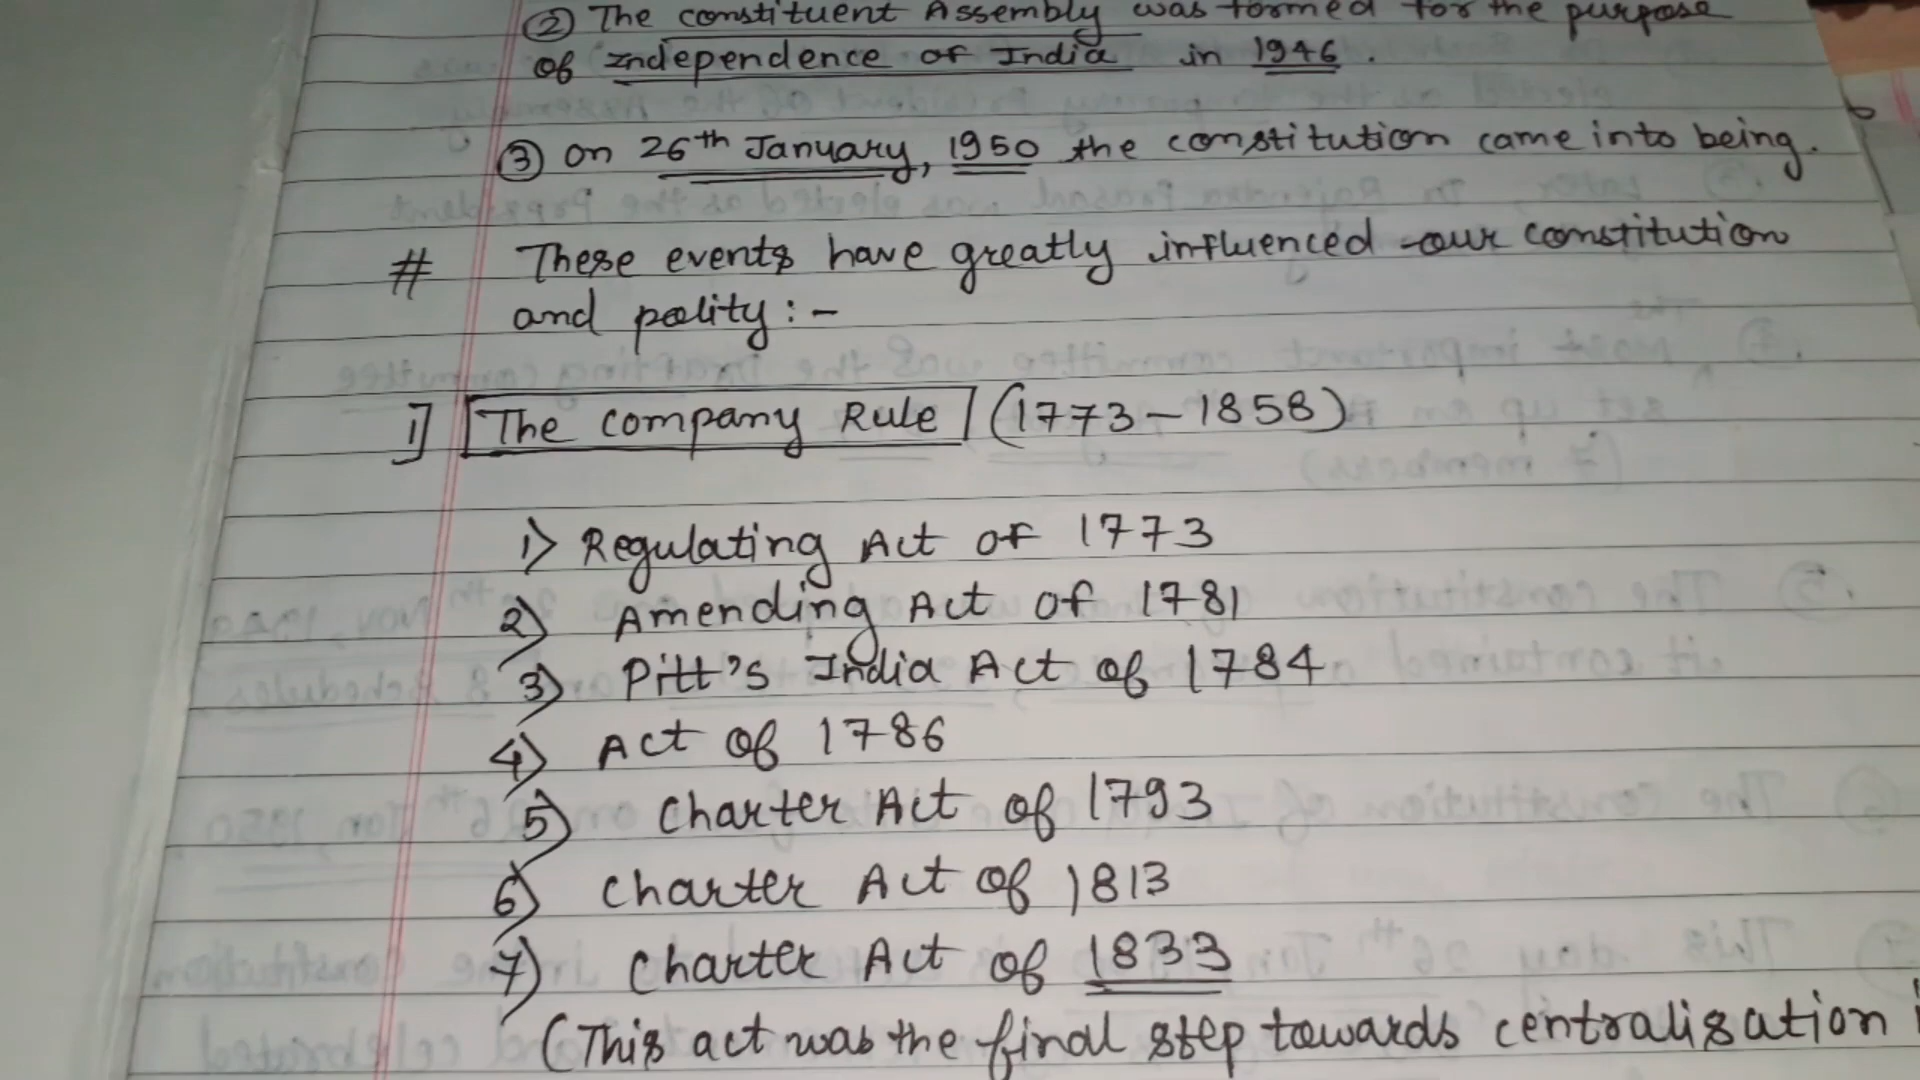 ② The constituent Assembly was formed for the purpose
of independence of India in 1946.
③ on 26th January, 1950 the constitution came into being.
# These events have greatly influenced our constitution
and polity :-
1] The company Rule (1773-1858)
1) Regulating Act of 1773
2) Amending Act of 1781
3) Pitt's India Act of 1784
4) Act of 1786
5) Charter Act of 1793
6) Charter Act of 1813
7) Charter Act of 1833
(This act was the final step towards centralisation